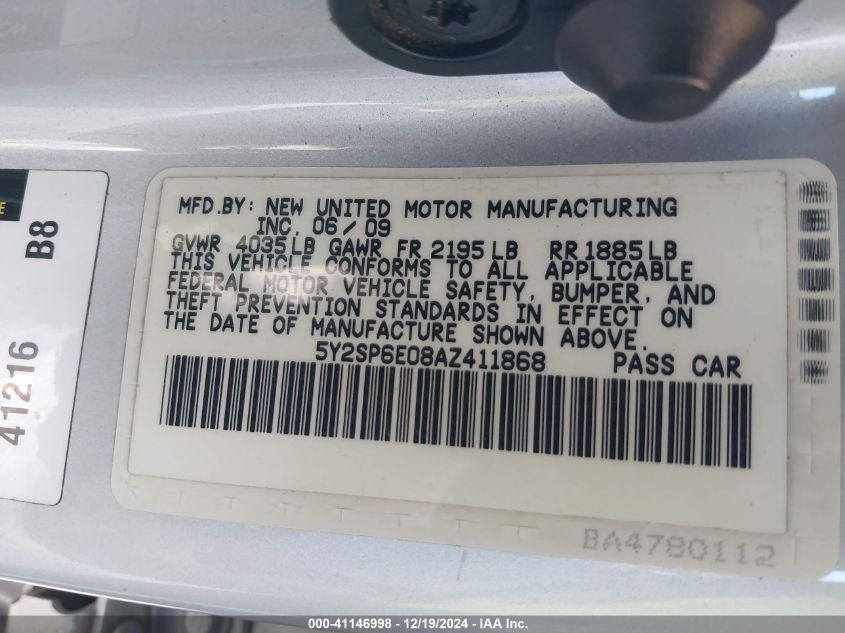 MFD.BY: NEW UNITED MOTOR MANUFACTURING
INC. 06/09
GVWR 4035LB GAWR FR 2195LB RR1885LB
THIS VEHICLE CONFORMS TO ALL APPLICABLE
FEDERAL MOTOR VEHICLE SAFETY, BUMPER, AND
THEFT PREVENTION STANDARDS IN EFFECT ON
THE DATE OF MANUFACTURE SHOWN ABOVE.
5Y2SP6E08AZ411868 PASS CAR
BA4780112
B8
41216
000-41146998 - 12/19/2024 - IAA Inc.